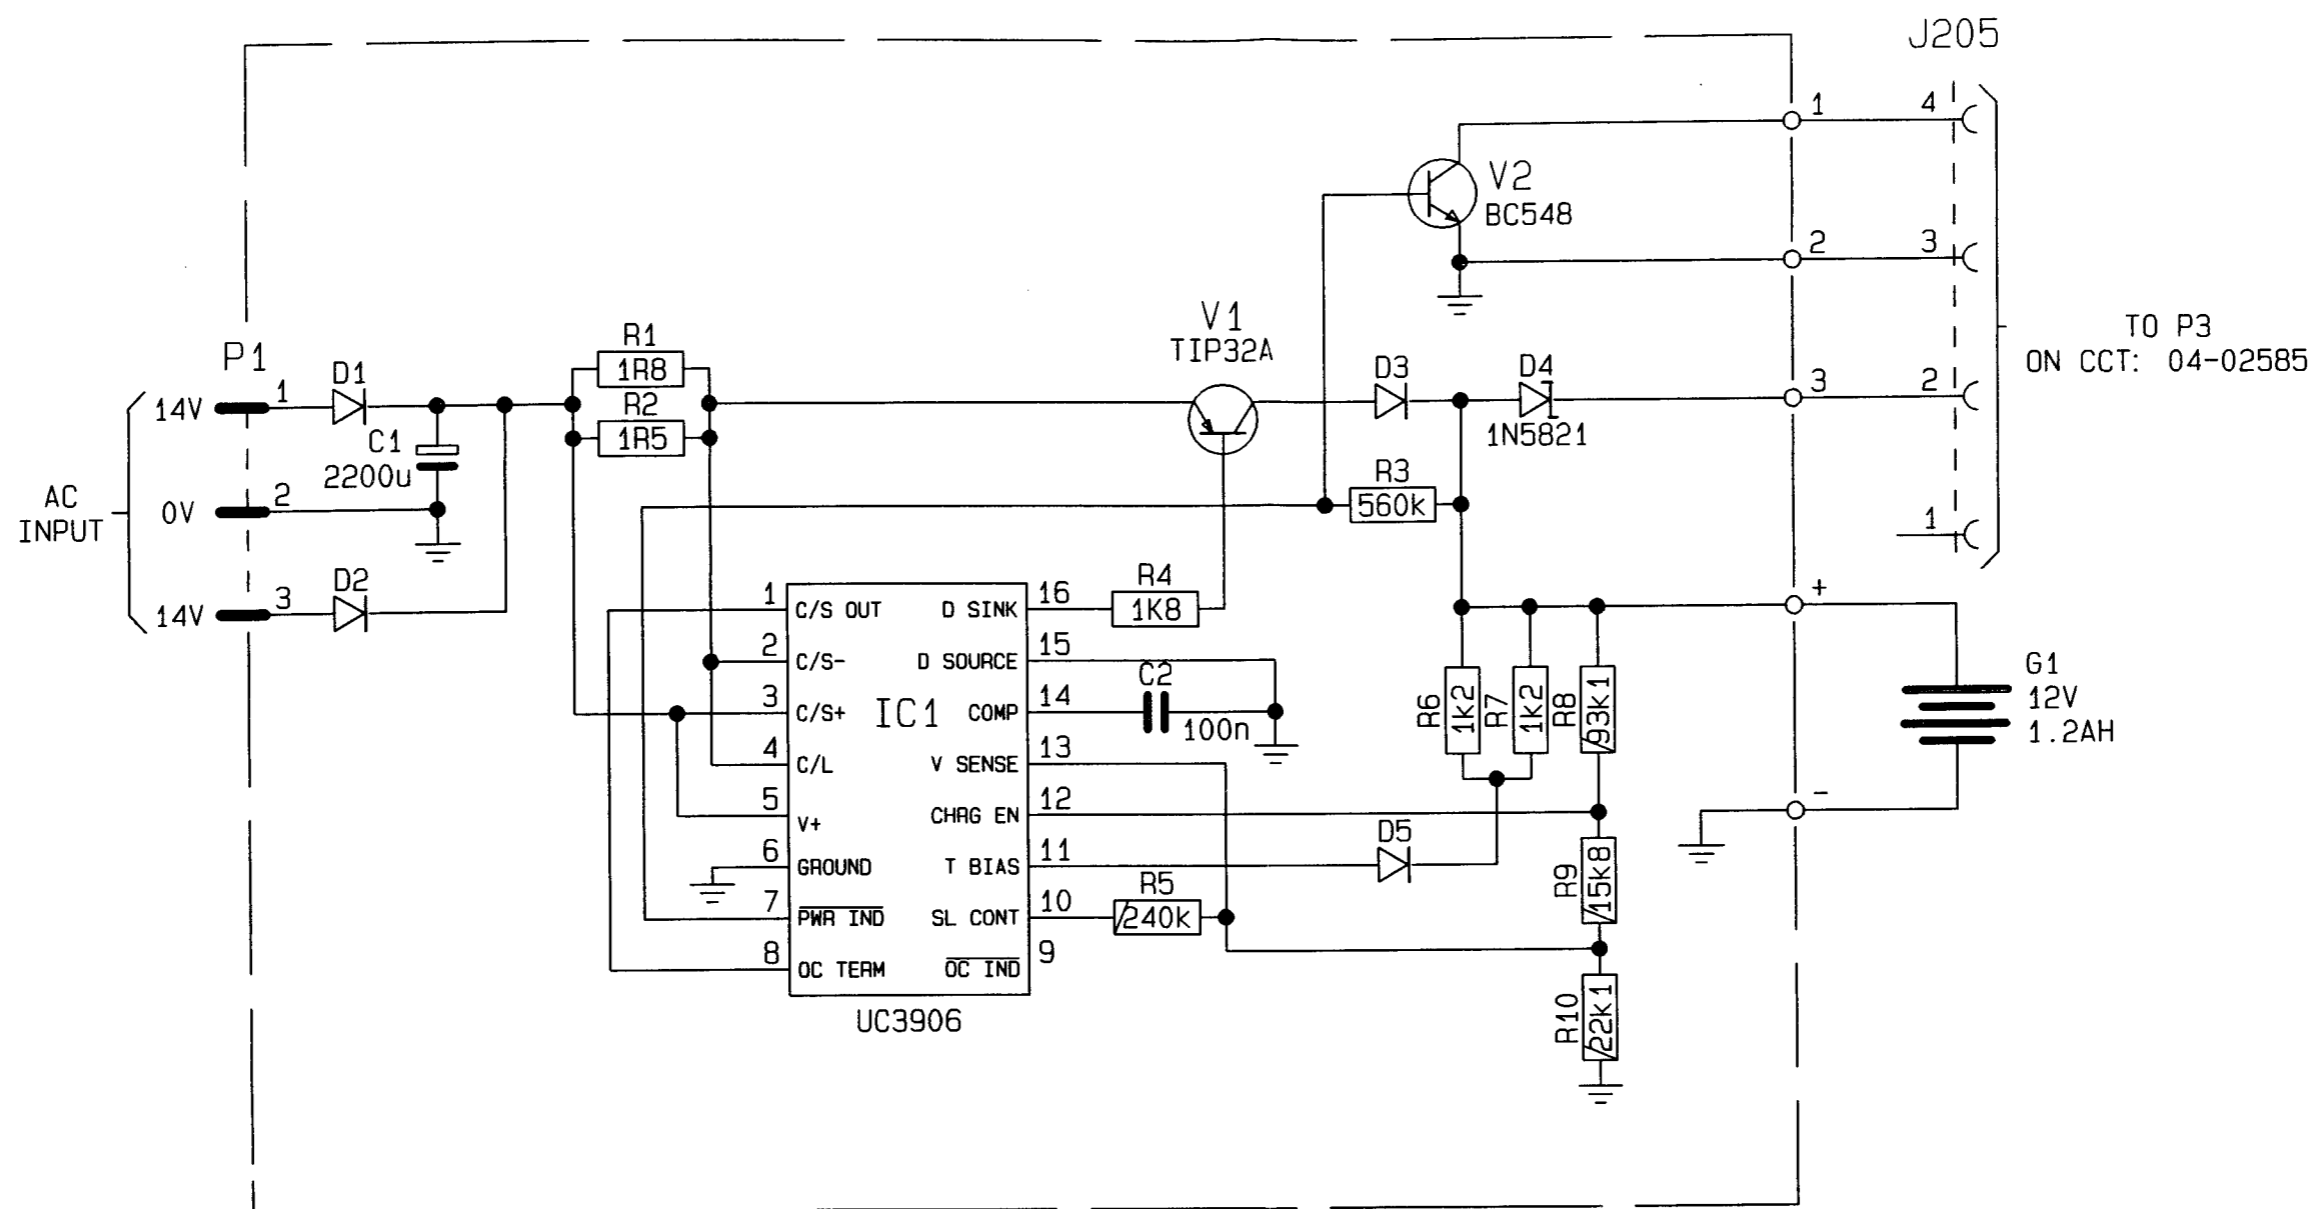 J205
1
4
V2
BC548
2
3
V1
TIP32A
TO P3
ON CCT: 04-02585
R1
1R8
P1
D1
1
14V
R2
1R5
D3
D4
1N5821
3
2
C1
2200u
R3
560k
AC
INPUT
0V
2
1
D2
3
14V
R4
1K8
+
1
C/S OUT
D SINK
16
2
C/S-
D SOURCE
15
C2
100n
3
C/S+
IC1
COMP
14
4
C/L
V SENSE
13
5
V+
CHRG EN
12
6
GROUND
T BIAS
11
7
PWR IND
SL CONT
10
8
OC TERM
OC IND
9
UC3906
R6
1K2
R7
1K2
R8
93k1
G1
12V
1.2AH
-
D5
R5
240k
R9
15k8
R10
22k1